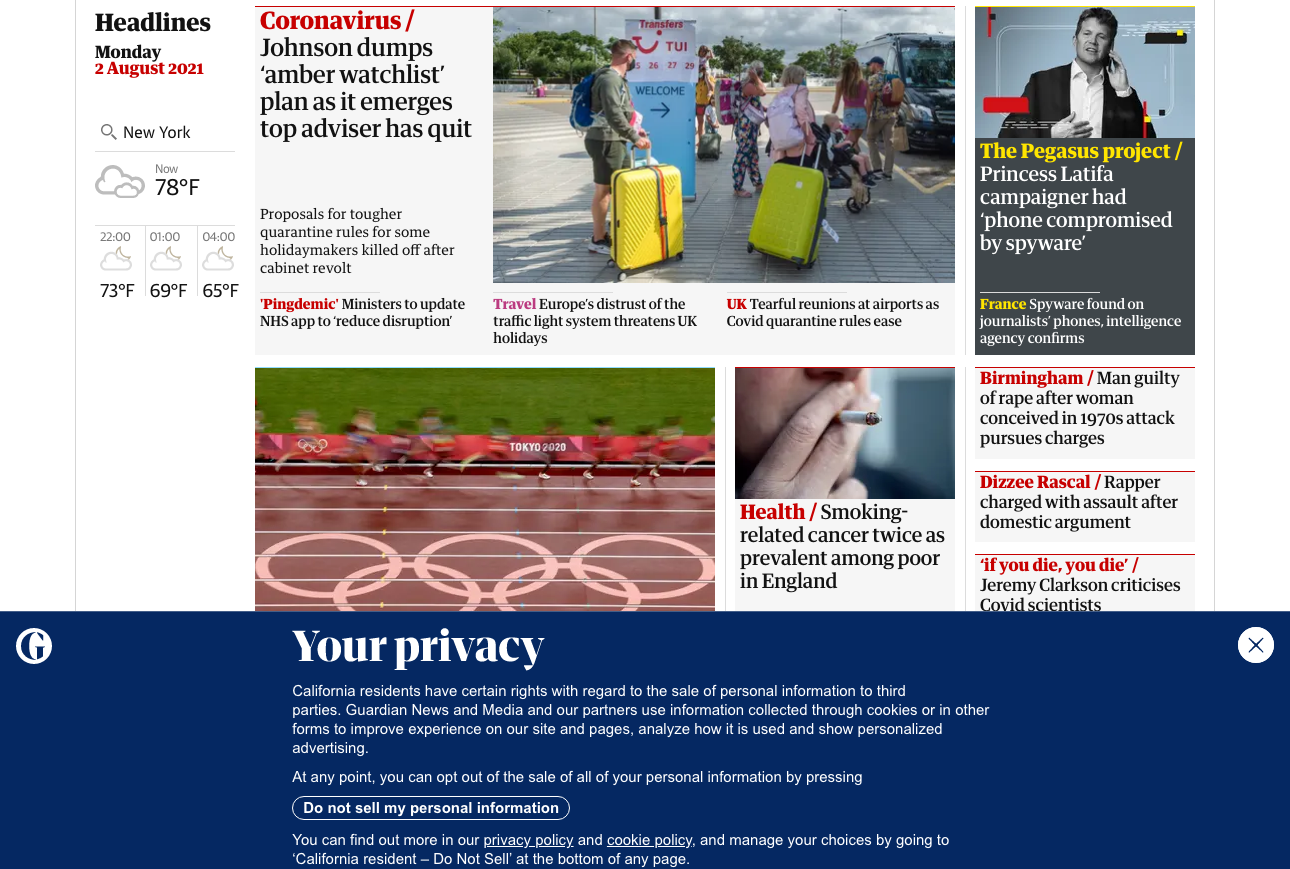 Headlines
Monday
2 August 2021
New York
Now
78°F
22:00
01:00
04:00
73°F
69°F
65°F
Coronavirus /
Johnson dumps
‘amber watchlist’
plan as it emerges
top adviser has quit
Proposals for tougher
quarantine rules for some
holidaymakers killed off after
cabinet revolt
Transfers
TUI
26 27 29
WELCOME
'Pingdemic' Ministers to update
NHS app to ‘reduce disruption’
Travel Europe’s distrust of the
traffic light system threatens UK
holidays
UK Tearful reunions at airports as
Covid quarantine rules ease
The Pegasus project /
Princess Latifa
campaigner had
‘phone compromised
by spyware’
France Spyware found on
journalists’ phones, intelligence
agency confirms
TOKYO 2020
Health / Smoking-
related cancer twice as
prevalent among poor
in England
Birmingham / Man guilty
of rape after woman
conceived in 1970s attack
pursues charges
Dizzee Rascal / Rapper
charged with assault after
domestic argument
‘if you die, you die’ /
Jeremy Clarkson criticises
Covid scientists
G
Your privacy
California residents have certain rights with regard to the sale of personal information to third
parties. Guardian News and Media and our partners use information collected through cookies or in other
forms to improve experience on our site and pages, analyze how it is used and show personalized
advertising.
At any point, you can opt out of the sale of all of your personal information by pressing
Do not sell my personal information
You can find out more in our privacy policy and cookie policy, and manage your choices by going to
‘California resident – Do Not Sell’ at the bottom of any page.